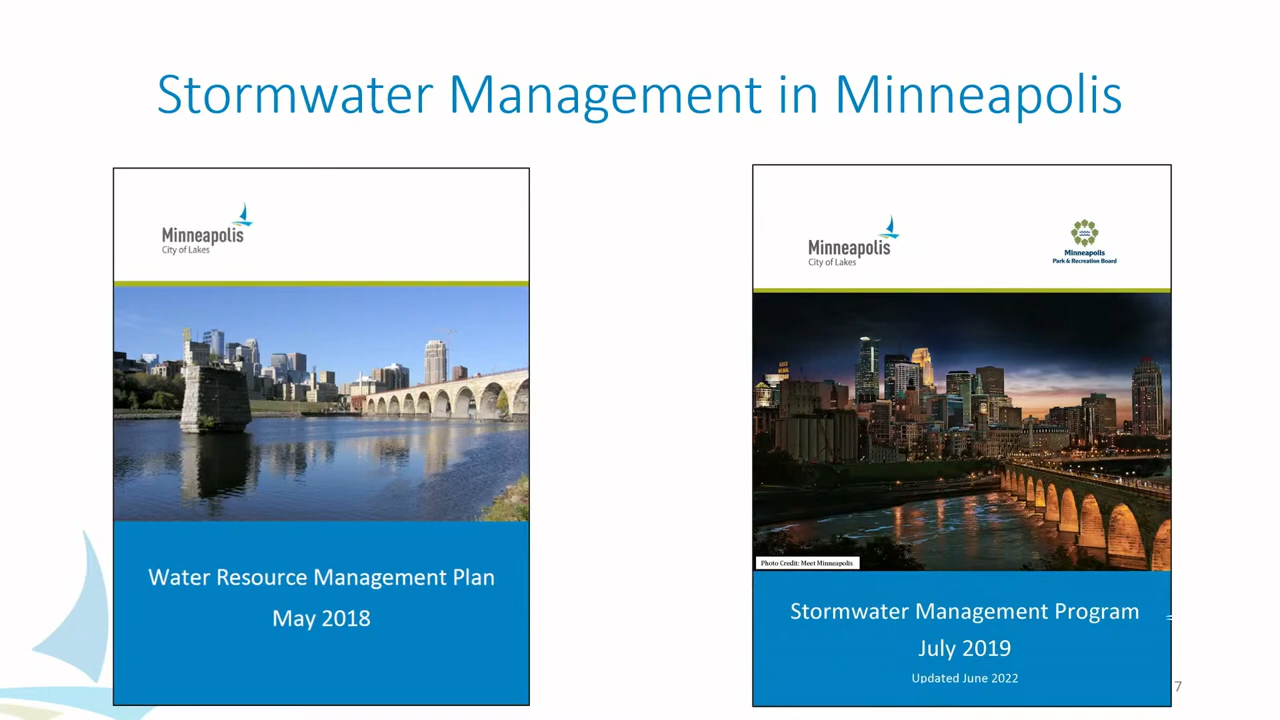 Stormwater Management in Minneapolis
Minneapolis
City of Lakes
Water Resource Management Plan
May 2018
Minneapolis
City of Lakes
Minneapolis
Park & Recreation Board
Photo Credit: Meet Minneapolis
Stormwater Management Program
July 2019
Updated June 2022
7